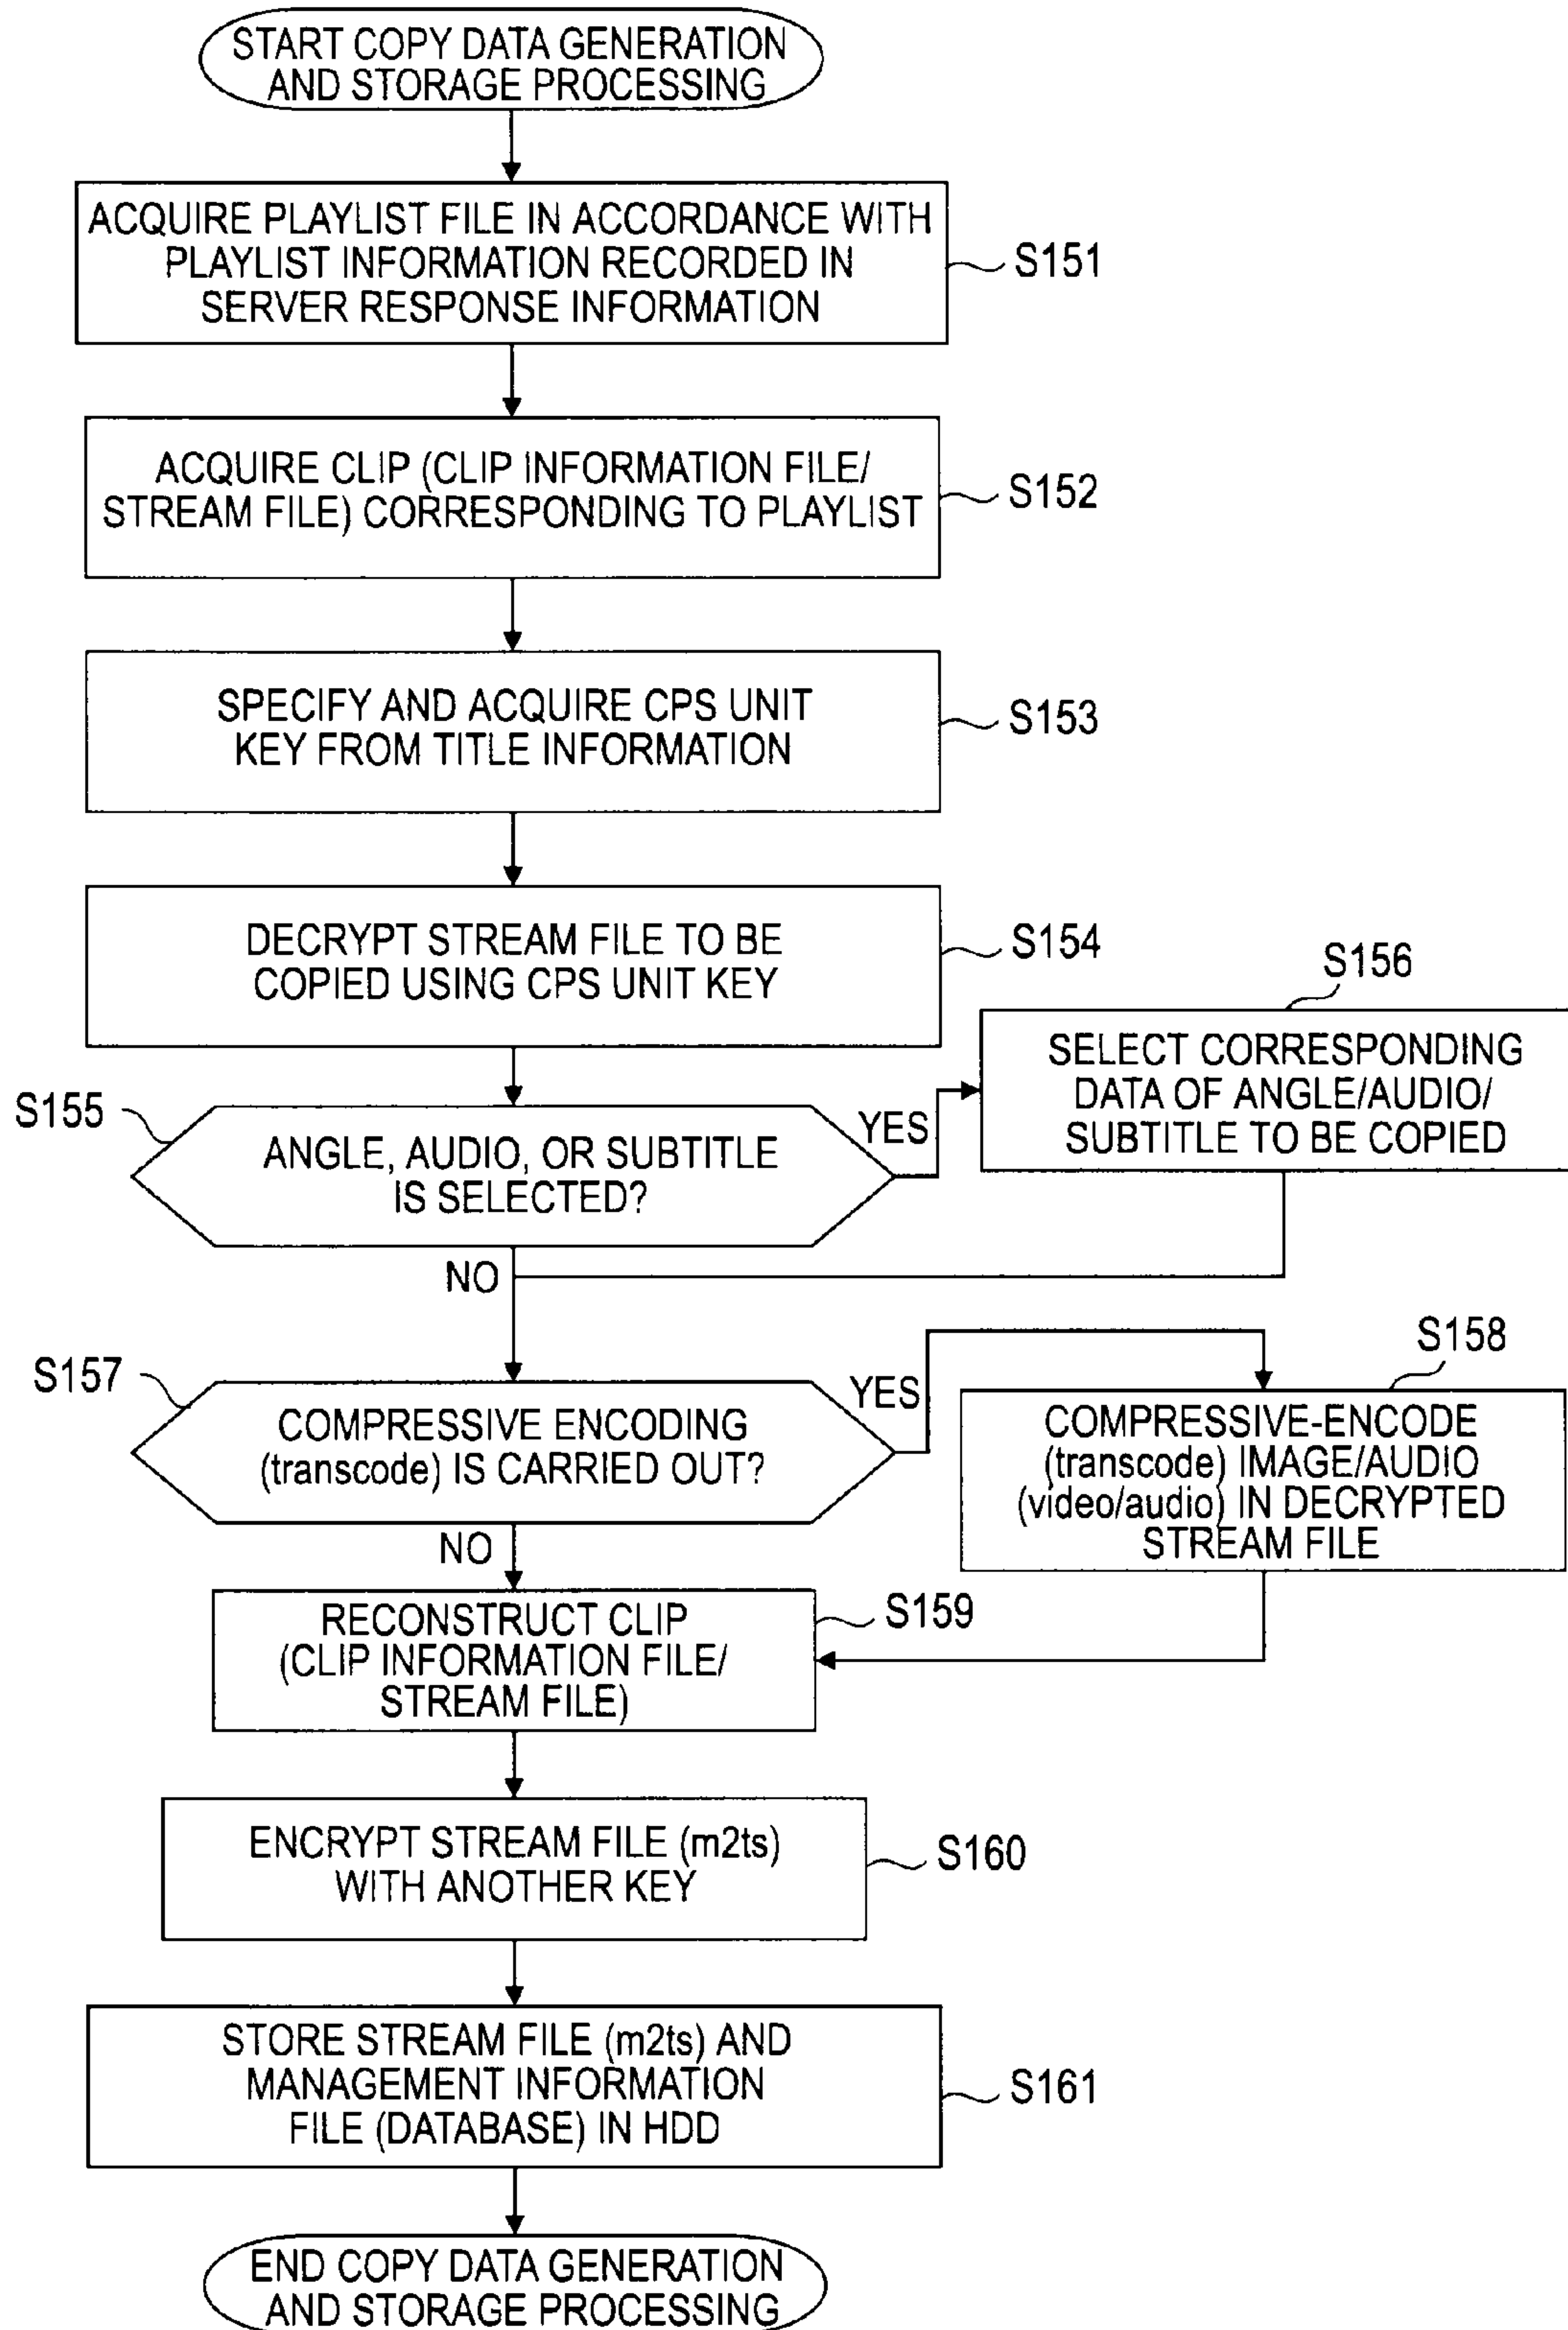 START COPY DATA GENERATION
AND STORAGE PROCESSING
ACQUIRE PLAYLIST FILE IN ACCORDANCE WITH
PLAYLIST INFORMATION RECORDED IN
SERVER RESPONSE INFORMATION
S151
ACQUIRE CLIP (CLIP INFORMATION FILE/
STREAM FILE) CORRESPONDING TO PLAYLIST
S152
SPECIFY AND ACQUIRE CPS UNIT
KEY FROM TITLE INFORMATION
S153
DECRYPT STREAM FILE TO BE
COPIED USING CPS UNIT KEY
S154
S155
ANGLE, AUDIO, OR SUBTITLE
IS SELECTED?
YES
S156
SELECT CORRESPONDING
DATA OF ANGLE/AUDIO/
SUBTITLE TO BE COPIED
NO
S157
COMPRESSIVE ENCODING
(transcode) IS CARRIED OUT?
YES
S158
COMPRESSIVE-ENCODE
(transcode) IMAGE/AUDIO
(video/audio) IN DECRYPTED
STREAM FILE
NO
RECONSTRUCT CLIP
(CLIP INFORMATION FILE/
STREAM FILE)
S159
ENCRYPT STREAM FILE (m2ts)
WITH ANOTHER KEY
S160
STORE STREAM FILE (m2ts) AND
MANAGEMENT INFORMATION
FILE (DATABASE) IN HDD
S161
END COPY DATA GENERATION
AND STORAGE PROCESSING